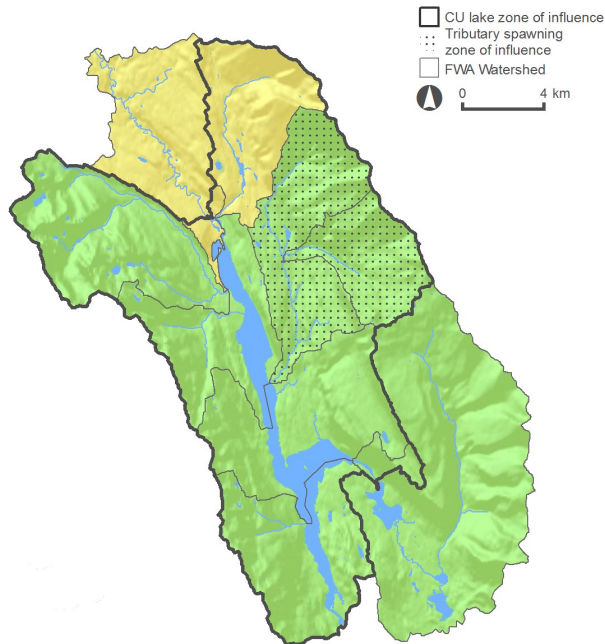 CU lake zone of influence
Tributary spawning
zone of influence
FWA Watershed
0 4 km